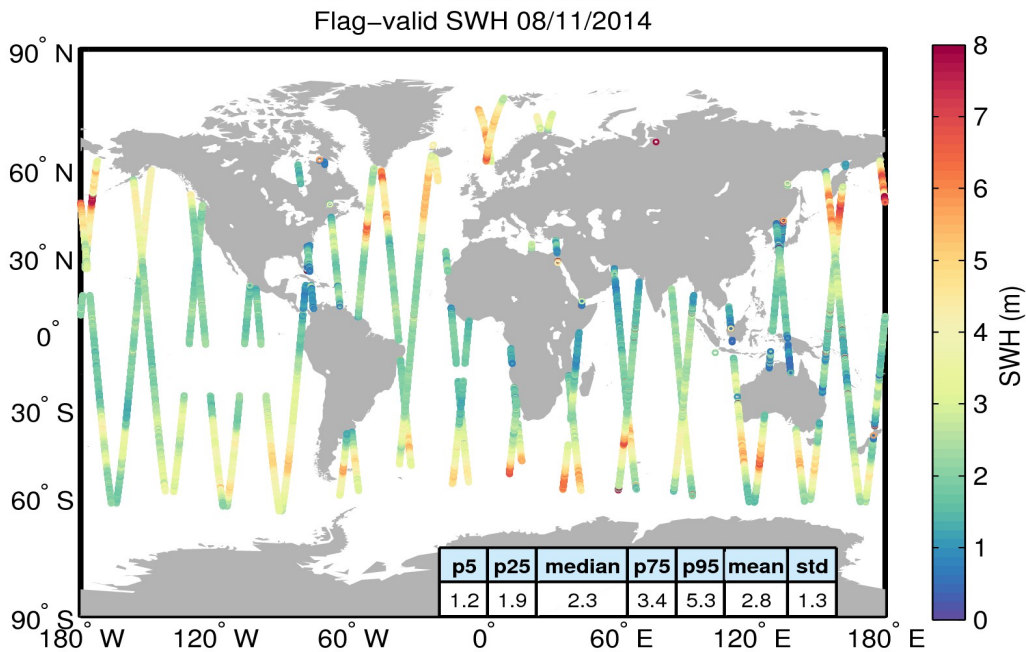 Flag−valid SWH 08/11/2014
90° N
60° N
30° N
0°
30° S
60° S
90° S
180° W
120° W
60° W
0°
60° E
120° E
180° E
p5 p25 median p75 p95 mean std
1.2 1.9 2.3 3.4 5.3 2.8 1.3
8
7
6
5
4
3
2
1
0
SWH (m)